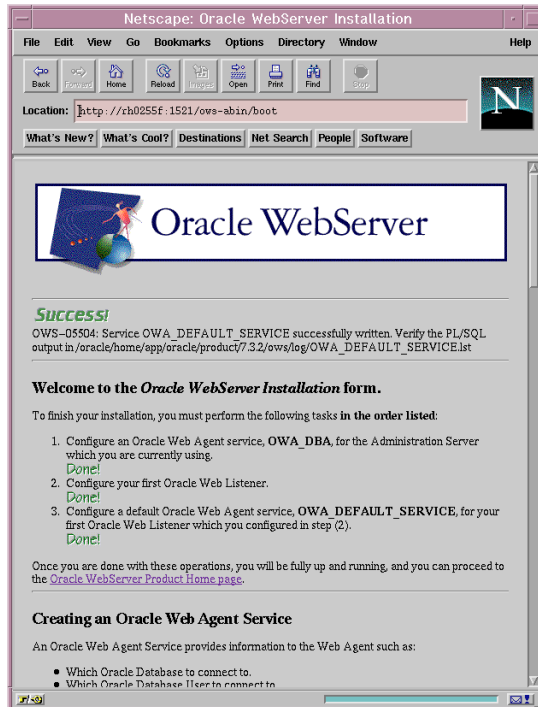 Netscape: Oracle WebServer Installation
File Edit View Go Bookmarks Options Directory Window Help
Back Forward Home Reload Images Open Print Find Stop
Location: http://rh0255f:1521/ows-abin/boot
N
What's New? What's Cool? Destinations Net Search People Software
Oracle WebServer
Success!
OWS-05504: Service OWA_DEFAULT_SERVICE successfully written. Verify the PL/SQL
output in /oracle/home/app/oracle/product/7.3.2/ows/log/OWA_DEFAULT_SERVICE.lst
Welcome to the Oracle WebServer Installation form.
To finish your installation, you must perform the following tasks in the order listed:
1. Configure an Oracle Web Agent service, OWA_DBA, for the Administration Server
which you are currently using.
Done!
2. Configure your first Oracle Web Listener.
Done!
3. Configure a default Oracle Web Agent service, OWA_DEFAULT_SERVICE, for your
first Oracle Web Listener which you configured in step (2).
Done!
Once you are done with these operations, you will be fully up and running, and you can proceed to
the Oracle WebServer Product Home page.
Creating an Oracle Web Agent Service
An Oracle Web Agent Service provides information to the Web Agent such as:
• Which Oracle Database to connect to.
• Which Oracle Database User to connect to